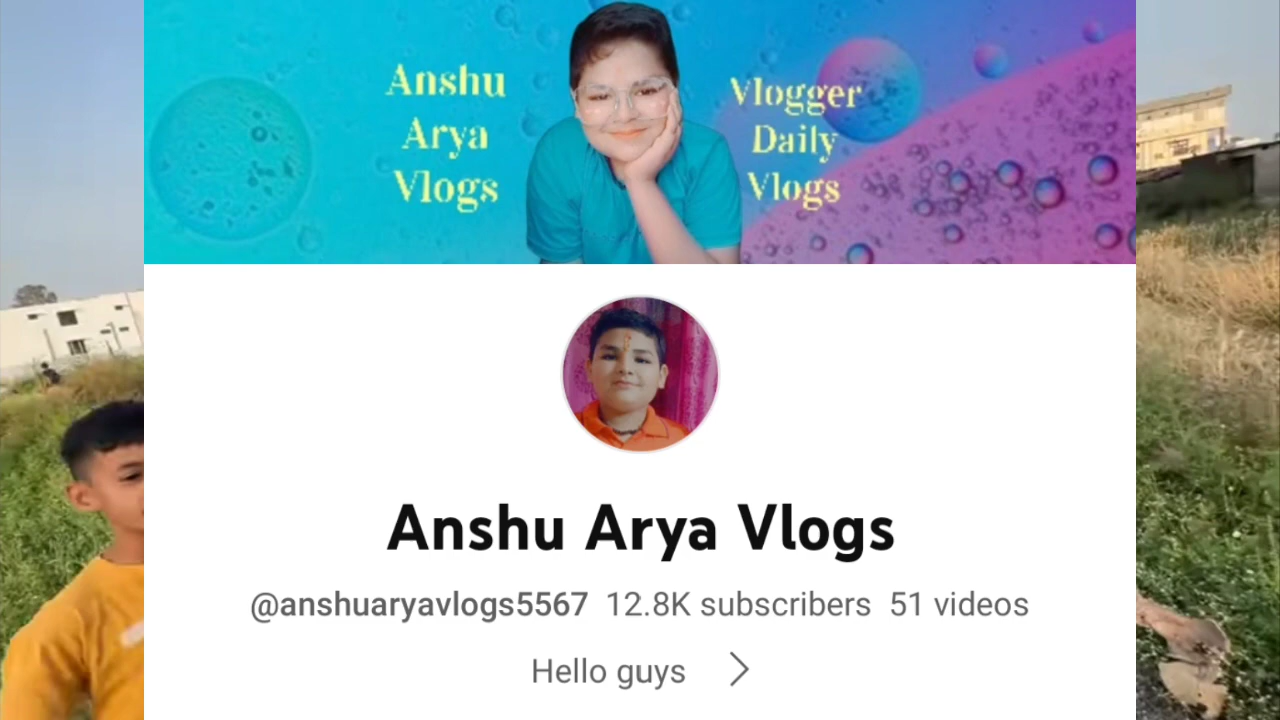 Anshu
Arya
Vlogs
Vlogger
Daily
Vlogs
Anshu Arya Vlogs
@anshuaryavlogs5567 12.8K subscribers 51 videos
Hello guys